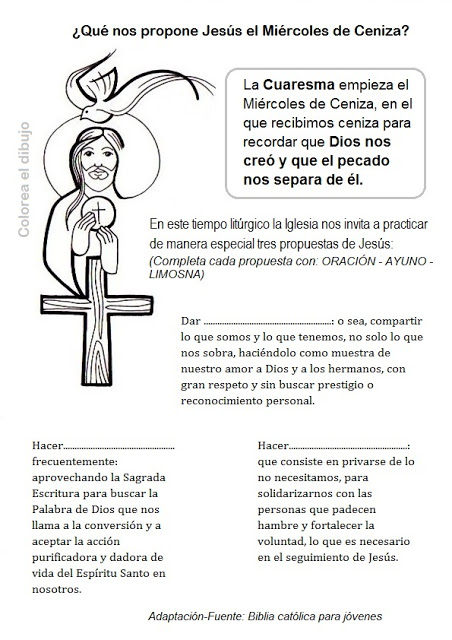 ¿Qué nos propone Jesús el Miércoles de Ceniza?
Colorea el dibujo
La Cuaresma empieza el
Miércoles de Ceniza, en el
que recibimos ceniza para
recordar que Dios nos
creó y que el pecado
nos separa de él.
En este tiempo litúrgico la Iglesia nos invita a practicar
de manera especial tres propuestas de Jesús:
(Completa cada propuesta con: ORACIÓN - AYUNO -
LIMOSNA)
Dar ................................................: o sea, compartir
lo que somos y lo que tenemos, no solo lo que
nos sobra, haciéndolo como muestra de
nuestro amor a Dios y a los hermanos, con
gran respeto y sin buscar prestigio o
reconocimiento personal.
Hacer..........................................
frecuentemente:
aprovechando la Sagrada
Escritura para buscar la
Palabra de Dios que nos
llama a la conversión y a
aceptar la acción
purificadora y dadora de
vida del Espíritu Santo en
nosotros.
Hacer............................................:
que consiste en privarse de lo
no necesitamos, para
solidarizarnos con las
personas que padecen
hambre y fortalecer la
voluntad, lo que es necesario
en el seguimiento de Jesús.
Adaptación-Fuente: Biblia católica para jóvenes